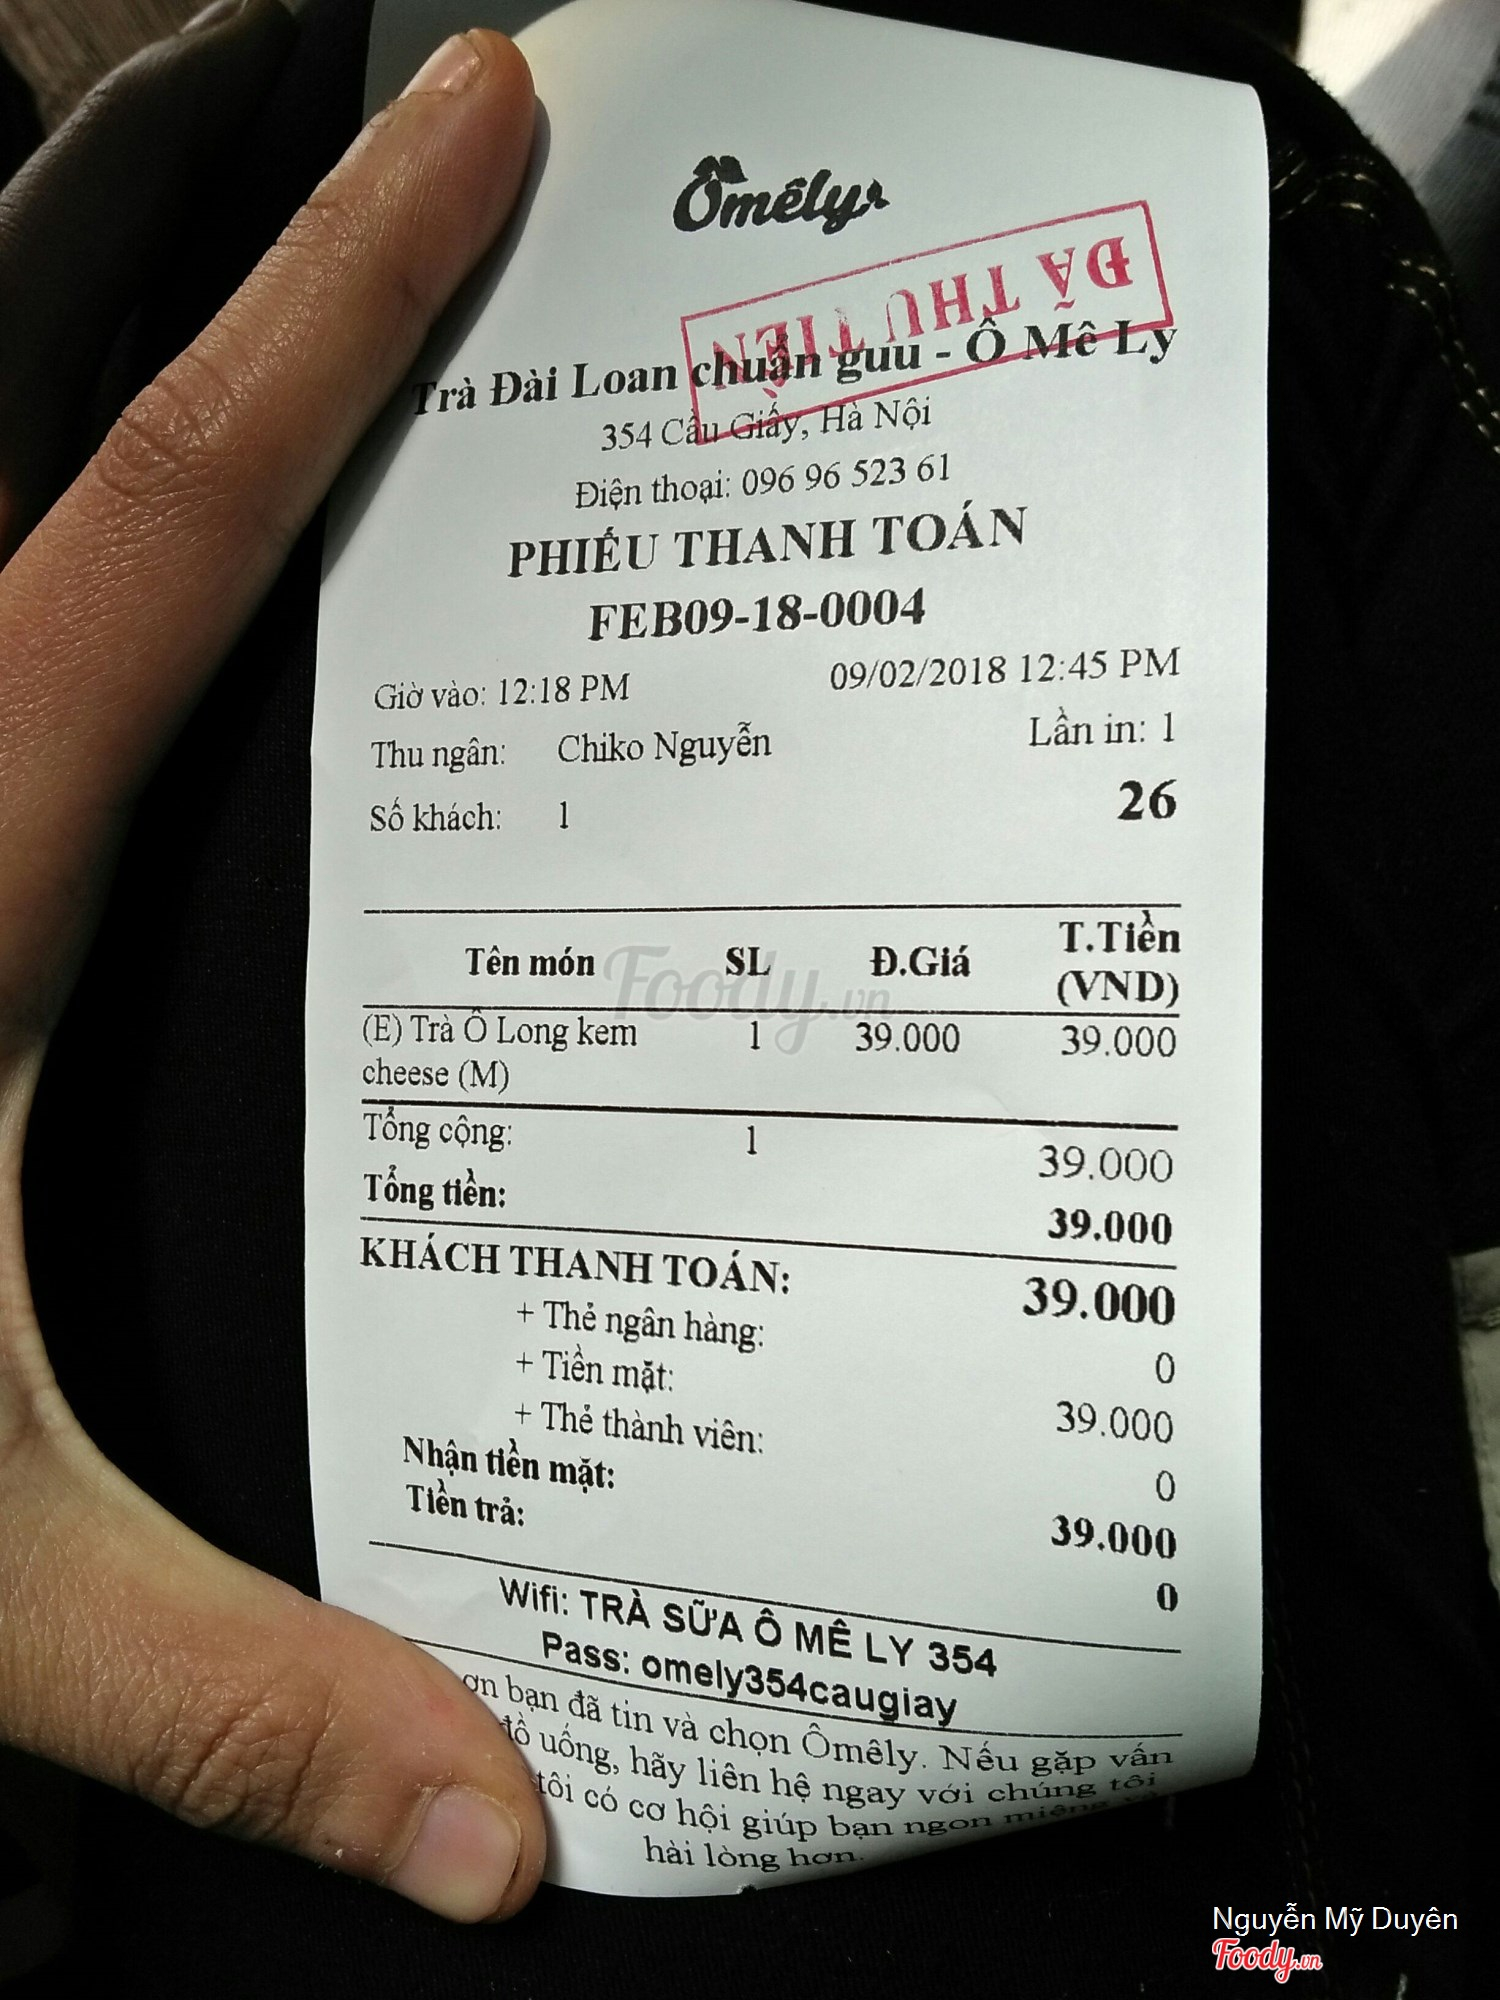 Ômêly
ĐÃ THU TIỀN
Trà Đài Loan chuẩn guu - Ô Mê Ly
354 Cầu Giấy, Hà Nội
Điện thoại: 096 96 523 61
PHIẾU THANH TOÁN
FEB09-18-0004
Giờ vào: 12:18 PM 09/02/2018 12:45 PM
Thu ngân: Chiko Nguyễn Lần in: 1
Số khách: 1 26
Tên món SL Đ.Giá T.Tiền (VND)
(E) Trà Ô Long kem 1 39.000 39.000
cheese (M)
Tổng cộng: 1 39.000
Tổng tiền: 39.000
KHÁCH THANH TOÁN: 39.000
+ Thẻ ngân hàng: 0
+ Tiền mặt: 39.000
+ Thẻ thành viên: 0
Nhận tiền mặt: 39.000
Tiền trả: 0
Wifi: TRÀ SỮA Ô MÊ LY 354
Pass: omely354caugiay
ơn bạn đã tin và chọn Ômêly. Nếu gặp vấn
đồ uống, hãy liên hệ ngay với chúng tôi
tôi có cơ hội giúp bạn ngon miệng
hài lòng hơn.
Foody.vn
Nguyễn Mỹ Duyên
Foody.vn